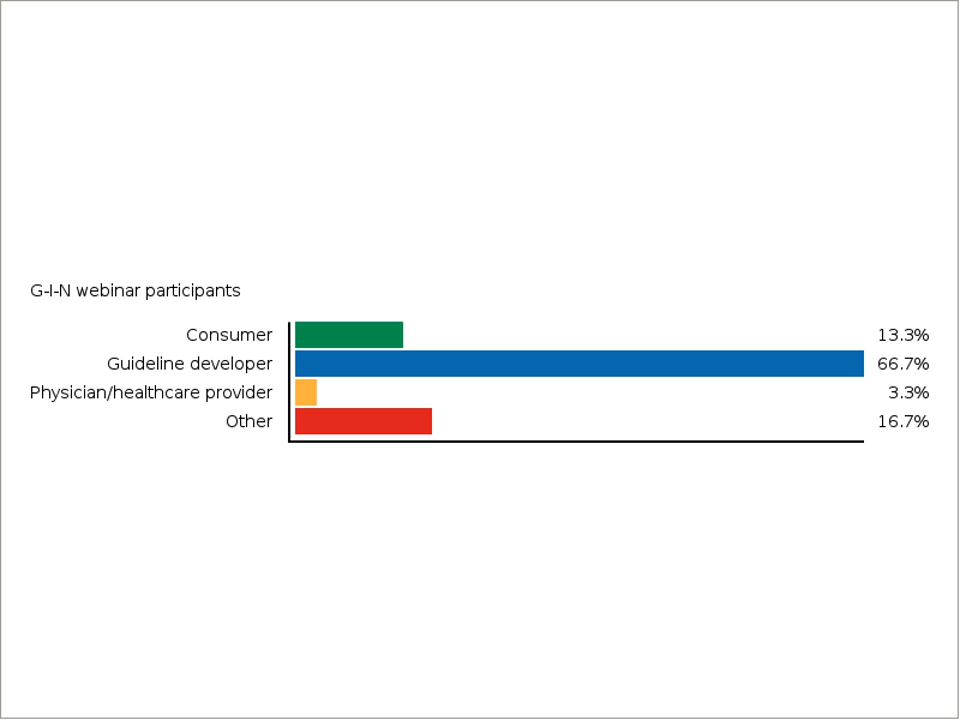 G-I-N webinar participants
Consumer 13.3%
Guideline developer 66.7%
Physician/healthcare provider 3.3%
Other 16.7%